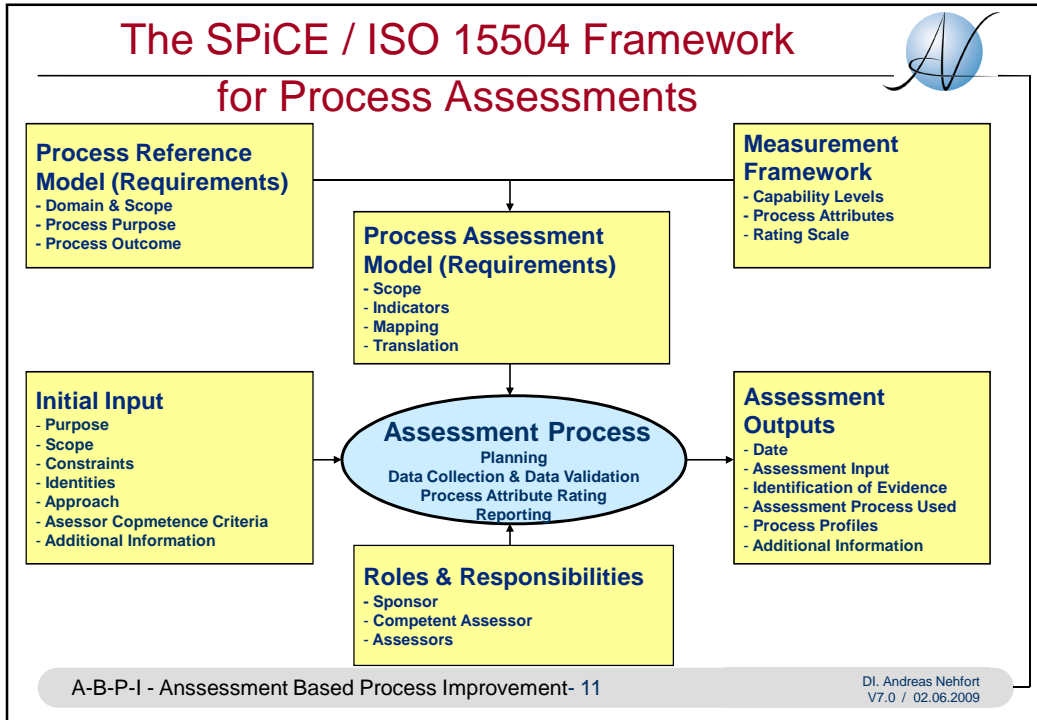 The SPiCE / ISO 15504 Framework
for Process Assessments
Process Reference
Model (Requirements)
- Domain & Scope
- Process Purpose
- Process Outcome
Measurement
Framework
- Capability Levels
- Process Attributes
- Rating Scale
Process Assessment
Model (Requirements)
- Scope
- Indicators
- Mapping
- Translation
Initial Input
- Purpose
- Scope
- Constraints
- Identities
- Approach
- Asessor Copmetence Criteria
- Additional Information
Assessment Process
Planning
Data Collection & Data Validation
Process Attribute Rating
Reporting
Assessment
Outputs
- Date
- Assessment Input
- Identification of Evidence
- Assessment Process Used
- Process Profiles
- Additional Information
Roles & Responsibilities
- Sponsor
- Competent Assessor
- Assessors
A-B-P-I - Anssessment Based Process Improvement- 11
DI. Andreas Nehfort
V7.0 / 02.06.2009